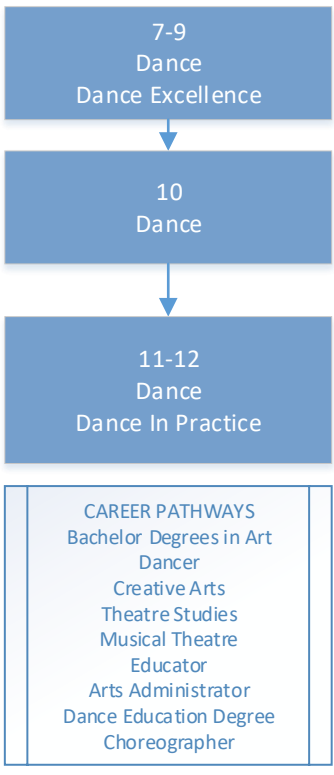 7-9
Dance
Dance Excellence
10
Dance
11-12
Dance
Dance In Practice
CAREER PATHWAYS
Bachelor Degrees in Art
Dancer
Creative Arts
Theatre Studies
Musical Theatre
Educator
Arts Administrator
Dance Education Degree
Choreographer